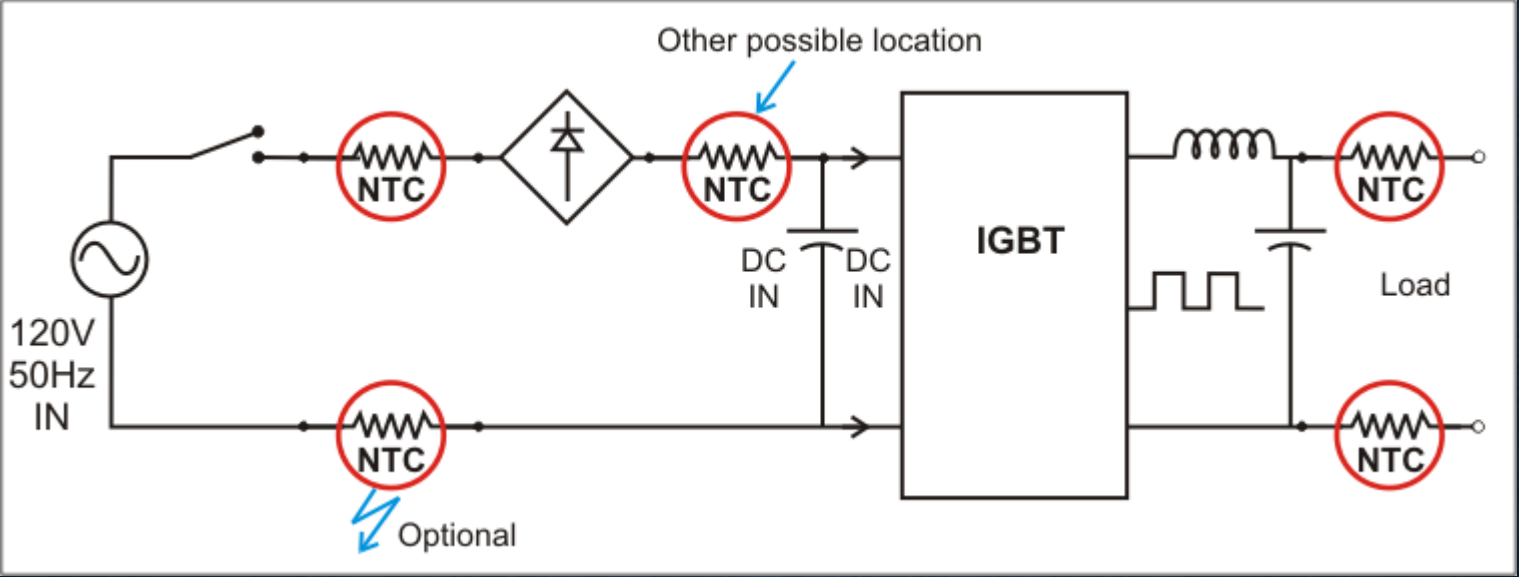 Other possible location
NTC
NTC
NTC
DC
IN
DC
IN
IGBT
Load
120V
50Hz
IN
NTC
NTC
Optional